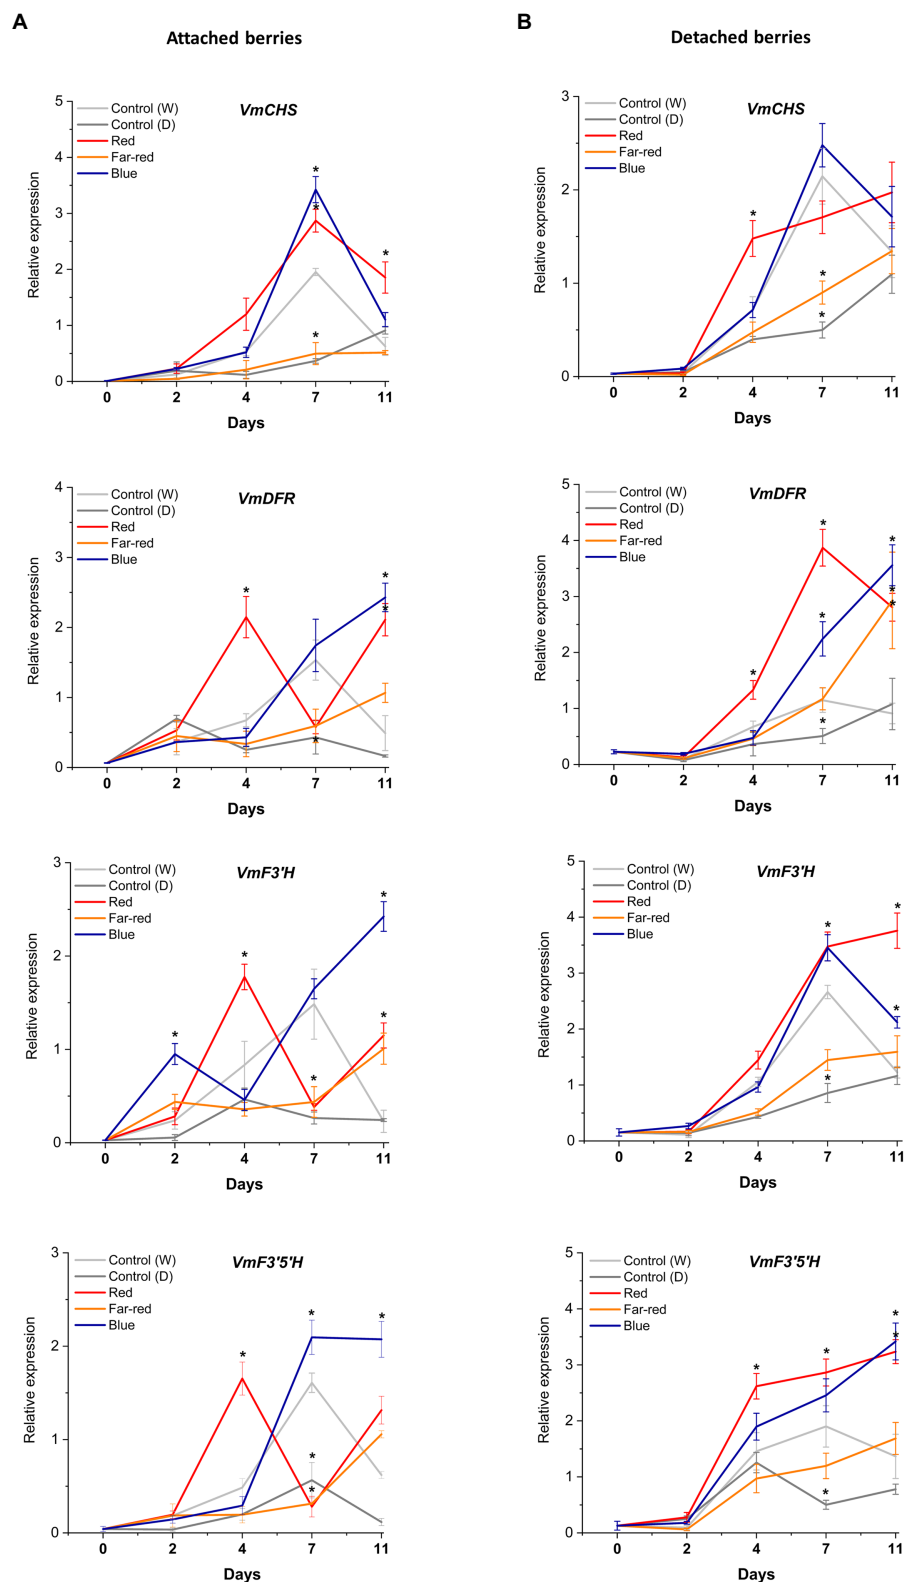 A
Attached berries
B
Detached berries
VmCHS
Control (W)
Control (D)
Red
Far-red
Blue
Relative expression
5
4
3
2
1
0
0 2 4 7 11
Days
* * * *
VmCHS
Control (W)
Control (D)
Red
Far-red
Blue
Relative expression
3
2
1
0
0 2 4 7 11
Days
* * *
VmDFR
Control (W)
Control (D)
Red
Far-red
Blue
Relative expression
4
3
2
1
0
0 2 4 7 11
Days
* * * *
VmDFR
Control (W)
Control (D)
Red
Far-red
Blue
Relative expression
5
4
3
2
1
0
0 2 4 7 11
Days
* * * * * * *
VmF3'H
Control (W)
Control (D)
Red
Far-red
Blue
Relative expression
3
2
1
0
0 2 4 7 11
Days
* * * * *
VmF3'H
Control (W)
Control (D)
Red
Far-red
Blue
Relative expression
5
4
3
2
1
0
0 2 4 7 11
Days
* * * *
VmF3'5'H
Control (W)
Control (D)
Red
Far-red
Blue
Relative expression
3
2
1
0
0 2 4 7 11
Days
* * * * *
VmF3'5'H
Control (W)
Control (D)
Red
Far-red
Blue
Relative expression
5
4
3
2
1
0
0 2 4 7 11
Days
* * * * *